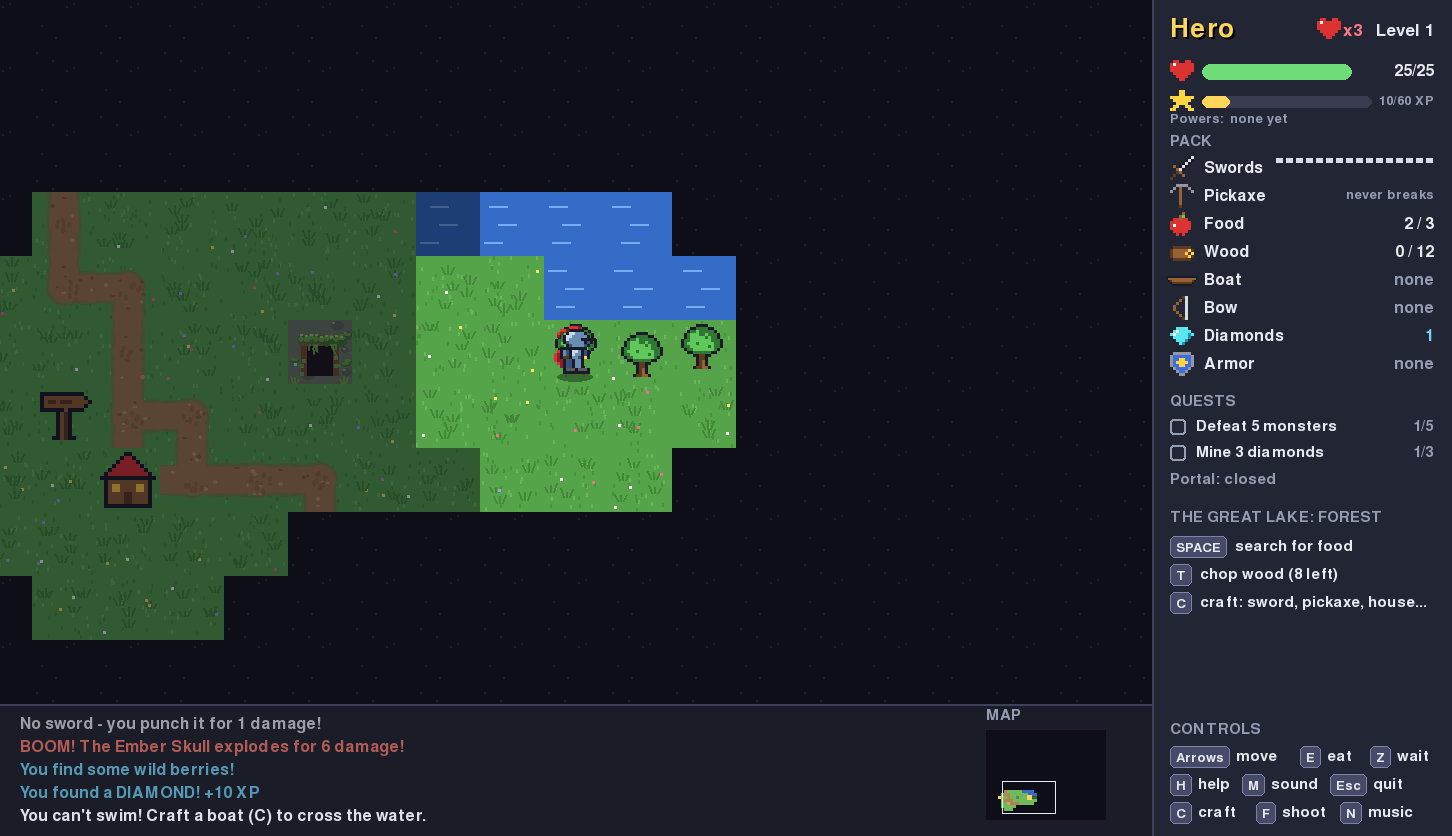 Hero
x3 Level 1
25/25
10/60 XP
Powers: none yet
PACK
Swords
Pickaxe never breaks
Food 2 / 3
Wood 0 / 12
Boat none
Bow none
Diamonds 1
Armor none
QUESTS
Defeat 5 monsters 1/5
Mine 3 diamonds 1/3
Portal: closed
THE GREAT LAKE: FOREST
SPACE search for food
T chop wood (8 left)
C craft: sword, pickaxe, house...
CONTROLS
Arrows move E eat Z wait
H help M sound Esc quit
C craft F shoot N music
MAP
No sword - you punch it for 1 damage!
BOOM! The Ember Skull explodes for 6 damage!
You find some wild berries!
You found a DIAMOND! +10 XP
You can't swim! Craft a boat (C) to cross the water.